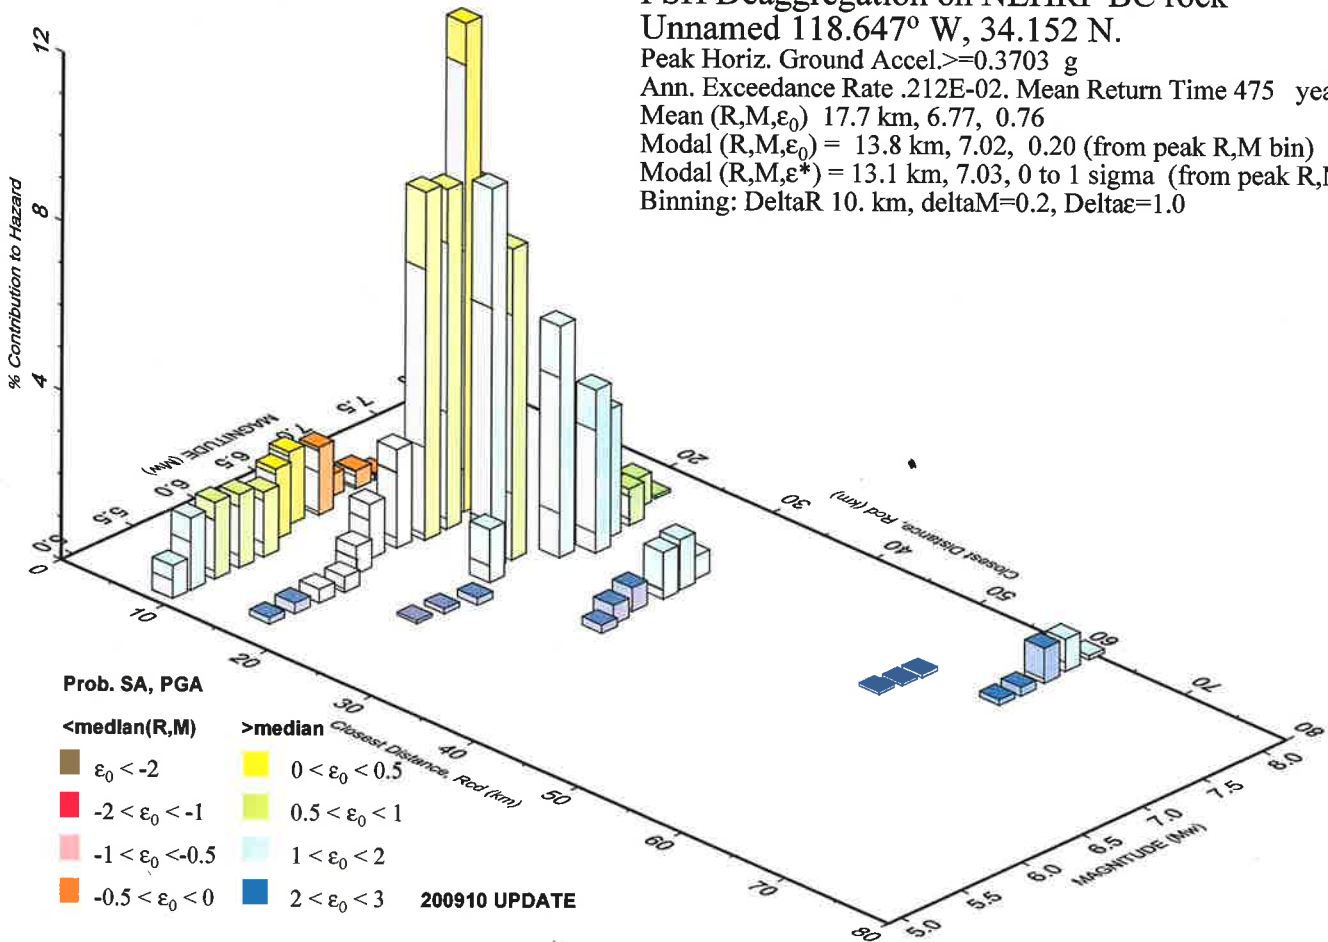 PSH Deaggregation on NEHRP BC rock
Unnamed 118.647° W, 34.152 N.
Peak Horiz. Ground Accel.>=0.3703 g
Ann. Exceedance Rate .212E-02. Mean Return Time 475 yea
Mean (R,M,ε₀) 17.7 km, 6.77, 0.76
Modal (R,M,ε₀) = 13.8 km, 7.02, 0.20 (from peak R,M bin)
Modal (R,M,ε*) = 13.1 km, 7.03, 0 to 1 sigma (from peak R,M
Binning: DeltaR 10. km, deltaM=0.2, Deltaε=1.0
% Contribution to Hazard
12
8
4
0
MAGNITUDE (Mw)
5.0
5.5
6.0
6.5
7.0
7.5
Closest Distance, Rcd (km)
20
30
40
50
60
70
80
10
20
30
40
50
60
70
80
Closest Distance, Rcd (km)
5.0
5.5
6.0
6.5
7.0
7.5
8.0
MAGNITUDE (Mw)
Prob. SA, PGA
<median(R,M) >median
ε₀ < -2 0 < ε₀ < 0.5
-2 < ε₀ < -1 0.5 < ε₀ < 1
-1 < ε₀ <-0.5 1 < ε₀ < 2
-0.5 < ε₀ < 0 2 < ε₀ < 3
200910 UPDATE